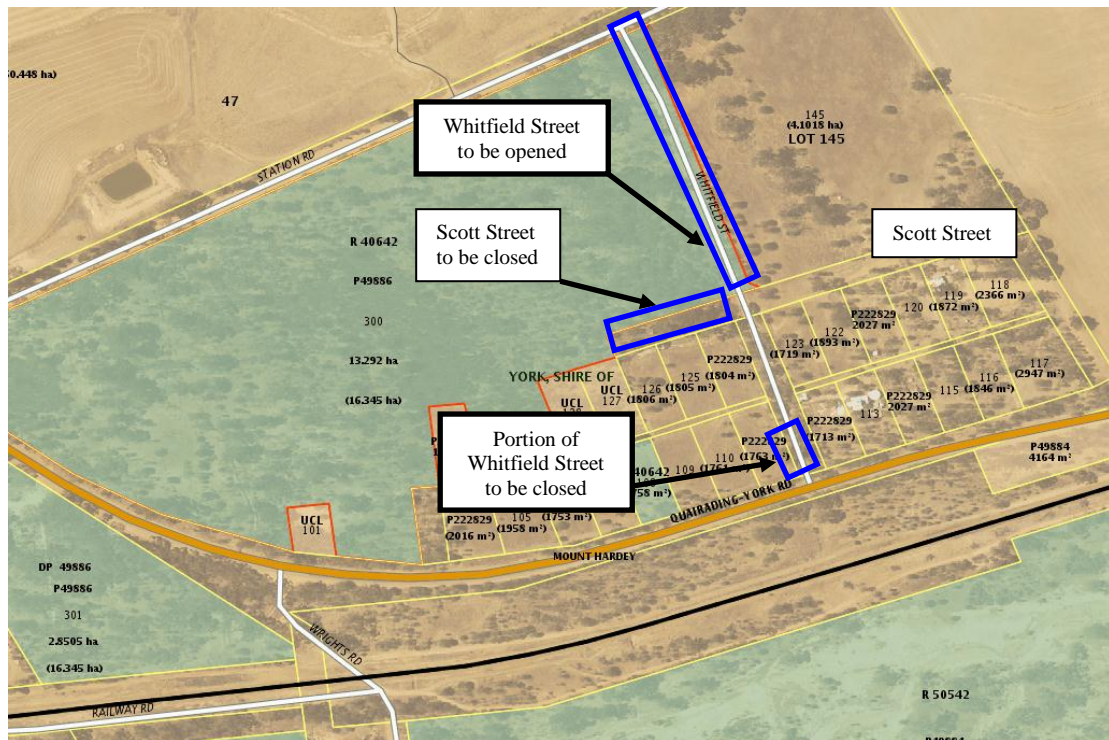 50.448 ha)
47
STATION RD
Whitfield Street
to be opened
145
(4.1018 ha)
LOT 145
WHITFIELD ST
Scott Street
to be closed
Scott Street
R 40642
P49886
300
13.292 ha
(16.345 ha)
118
(2366 m²)
119
(1872 m²)
120
P222829
2027 m²
122
(1893 m²)
123
(1719 m²)
P222829
(1804 m²)
125
(1805 m²)
126
(1806 m²)
YORK, SHIRE OF
UCL
127
UCL
117
(2947 m²)
116
(1846 m²)
115
P222829
2027 m²
113
P222829
(1713 m²)
P222829
(1763 m²)
110
109
40642
758 m²)
Portion of
Whitfield Street
to be closed
P49884
4164 m²
QUAIRADING-YORK RD
P222829
(2016 m²)
105
(1958 m²)
(1753 m²)
UCL
101
MOUNT HARDEY
DP 49886
P49886
301
2.8505 ha
(16.345 ha)
WRIGHTS RD
RAILWAY RD
R 50542